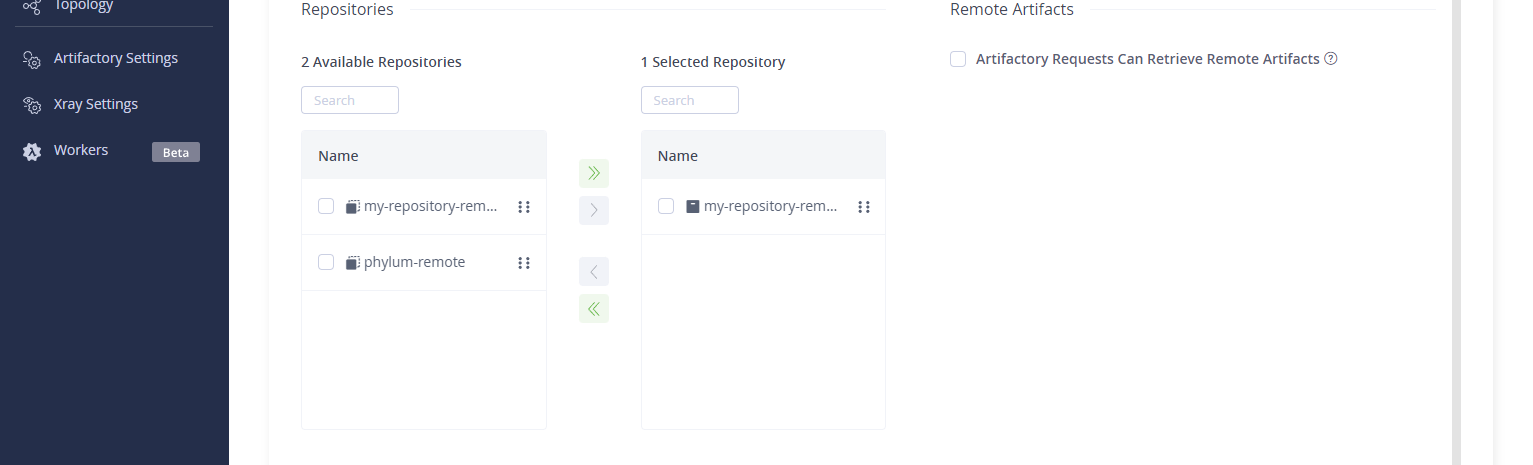 Topology
Artifactory Settings
Xray Settings
Workers Beta
Repositories
2 Available Repositories
Search
Name
my-repository-rem...
phylum-remote
1 Selected Repository
Search
Name
my-repository-rem...
Remote Artifacts
Artifactory Requests Can Retrieve Remote Artifacts ?